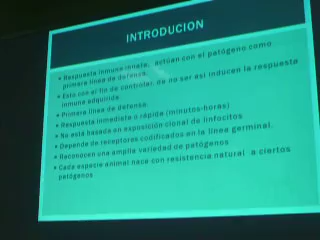 INTRODUCION
• Respuesta inmune innata, actúan con el patógeno como
primera línea de defensa.
• Esto con el fin de controlar, de no ser así inducen la respuesta
inmune adquirida
• Primera línea de defensa.
• Respuesta inmediata o rápida (minutos-horas)
• No está basada en exposición clonal de linfocitos
• Depende de receptores codificados en la línea germinal.
• Reconocen una amplia variedad de patógenos
• Cada especie animal nace con resistencia natural a ciertos
patógenos